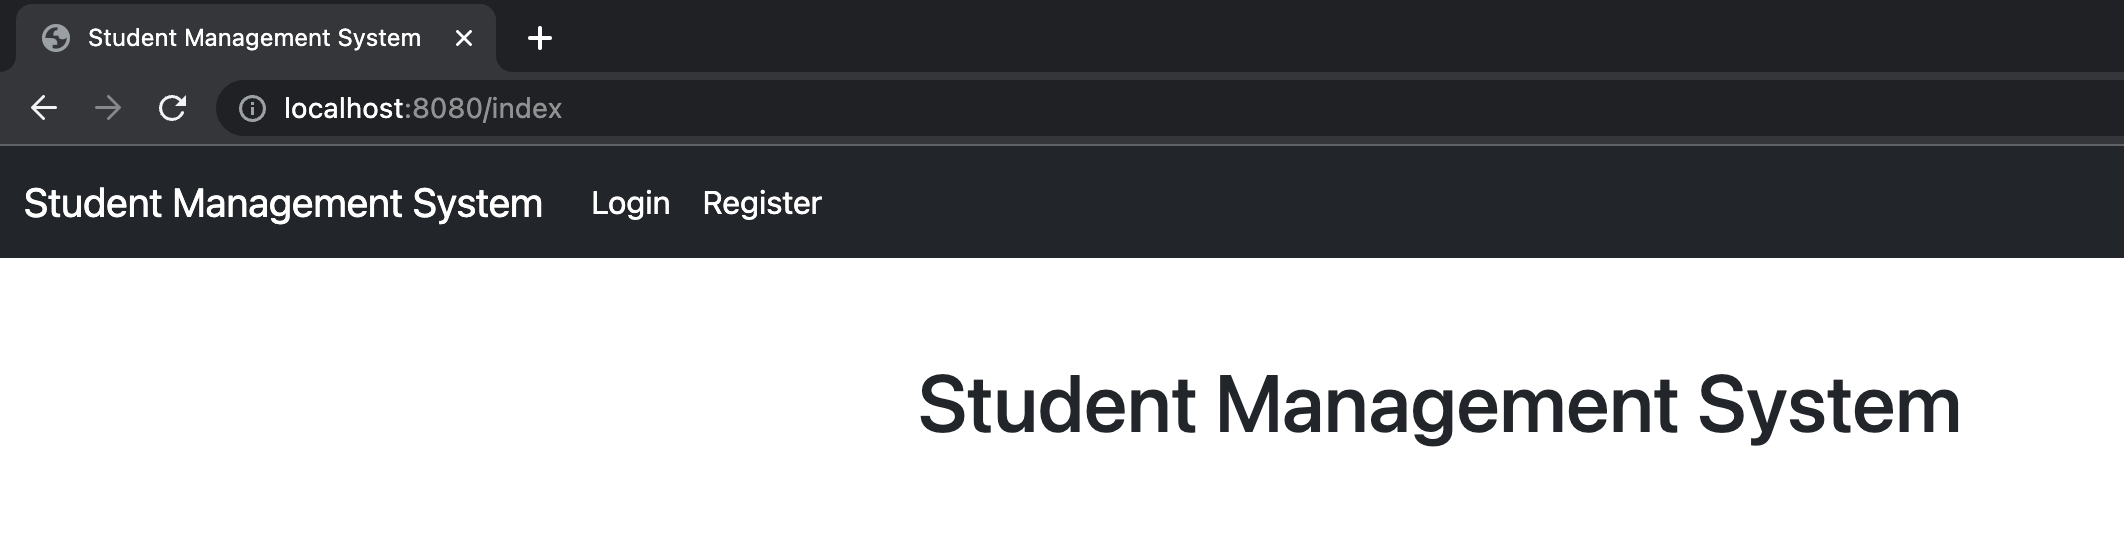 Student Management System
localhost:8080/index
Student Management System Login Register
Student Management System